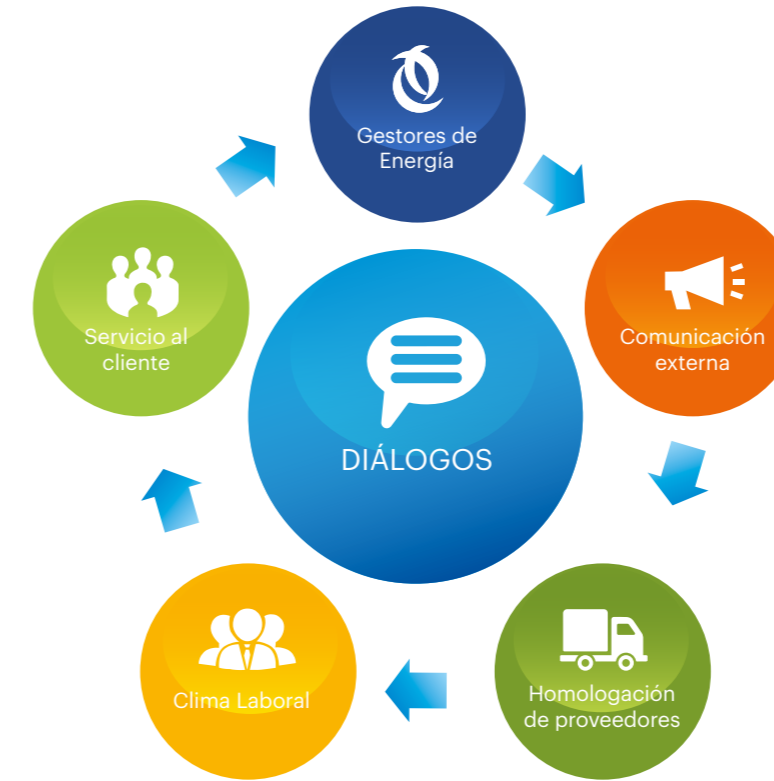 Gestores de
Energía
Comunicación
externa
Homologación
de proveedores
Clima Laboral
Servicio al
cliente
DIÁLOGOS